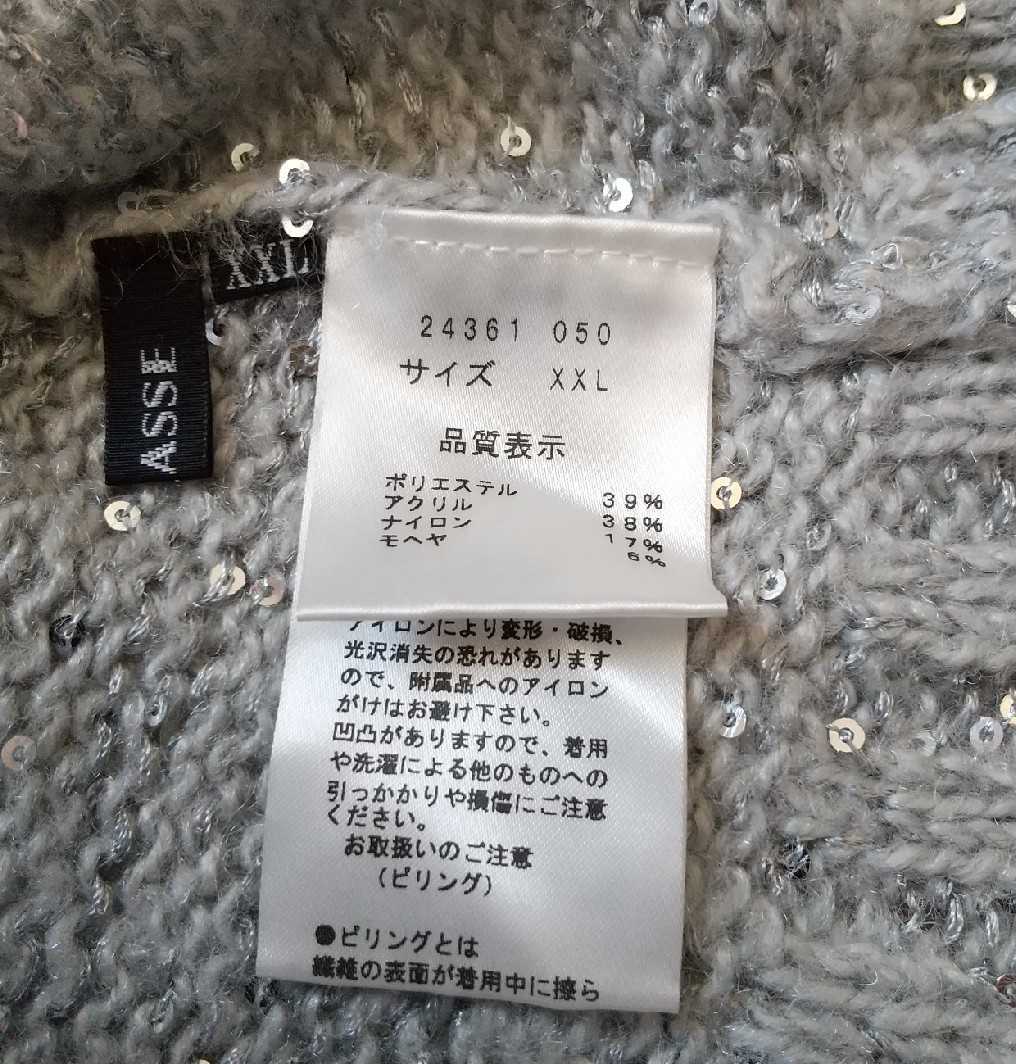 ASSE
XXL
24361 050
サイズ XXL
品質表示
ポリエステル 39%
アクリル 38%
ナイロン 17%
モヘヤ 6%
アイロンにより変形・破損、
光沢消失の恐れがあります
ので、附属品へのアイロン
がけはお避け下さい。
凹凸がありますので、着用
や洗濯による他のものへの
引っかかりや損傷にご注意
ください。
お取扱いのご注意
(ピリング)
●ピリングとは
繊維の表面が着用中に擦ら